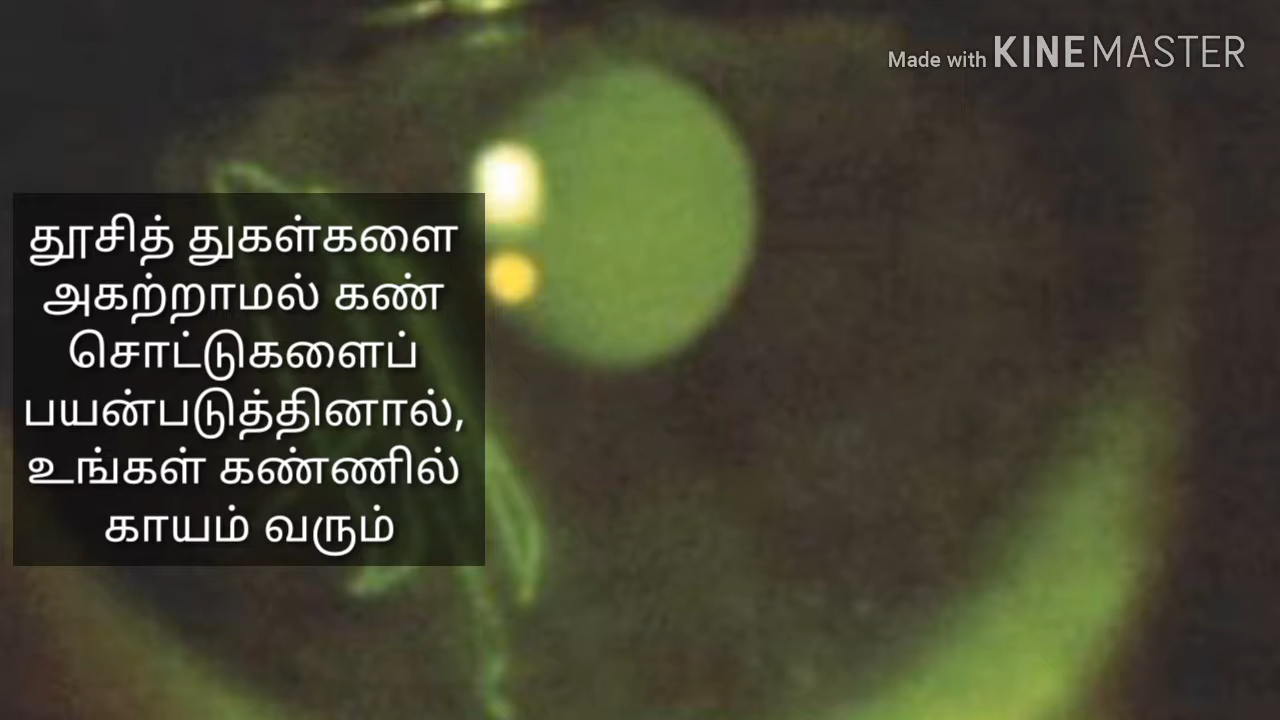 Made with KINEMASTER
தூசித் துகள்களை
அகற்றாமல் கண்
சொட்டுகளைப்
பயன்படுத்தினால்,
உங்கள் கண்ணில்
காயம் வரும்